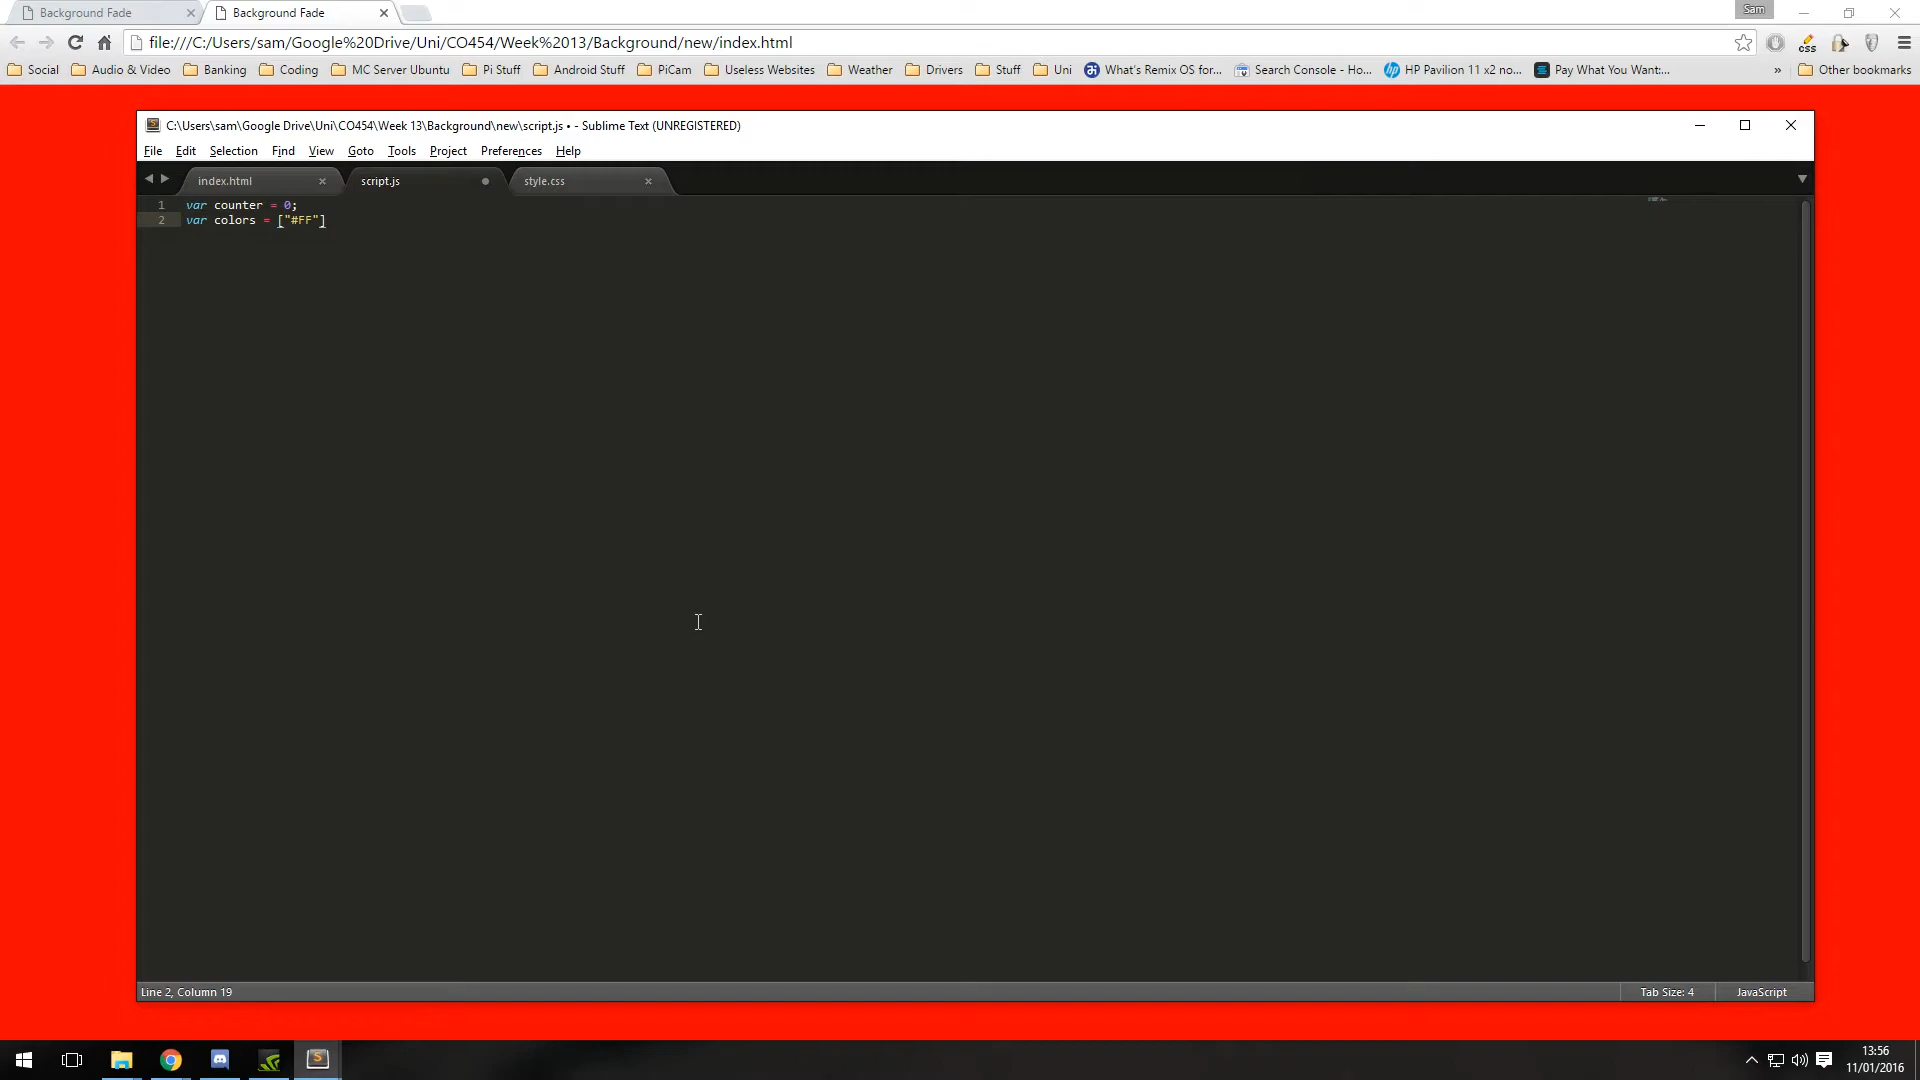 Background Fade
Background Fade
Sam
file:///C:/Users/sam/Google%20Drive/Uni/CO454/Week%2013/Background/new/index.html
css
Social
Audio & Video
Banking
Coding
MC Server Ubuntu
Pi Stuff
Android Stuff
PiCam
Useless Websites
Weather
Drivers
Stuff
Uni
What's Remix OS for...
Search Console - Ho...
HP Pavilion 11 x2 no...
Pay What You Want:...
»
Other bookmarks
C:\Users\sam\Google Drive\Uni\CO454\Week 13\Background\new\script.js • - Sublime Text (UNREGISTERED)
File Edit Selection Find View Goto Tools Project Preferences Help
index.html
script.js
style.css
1 var counter = 0;
2 var colors = ["#FF"]
Line 2, Column 19
Tab Size: 4
JavaScript
13:56
11/01/2016